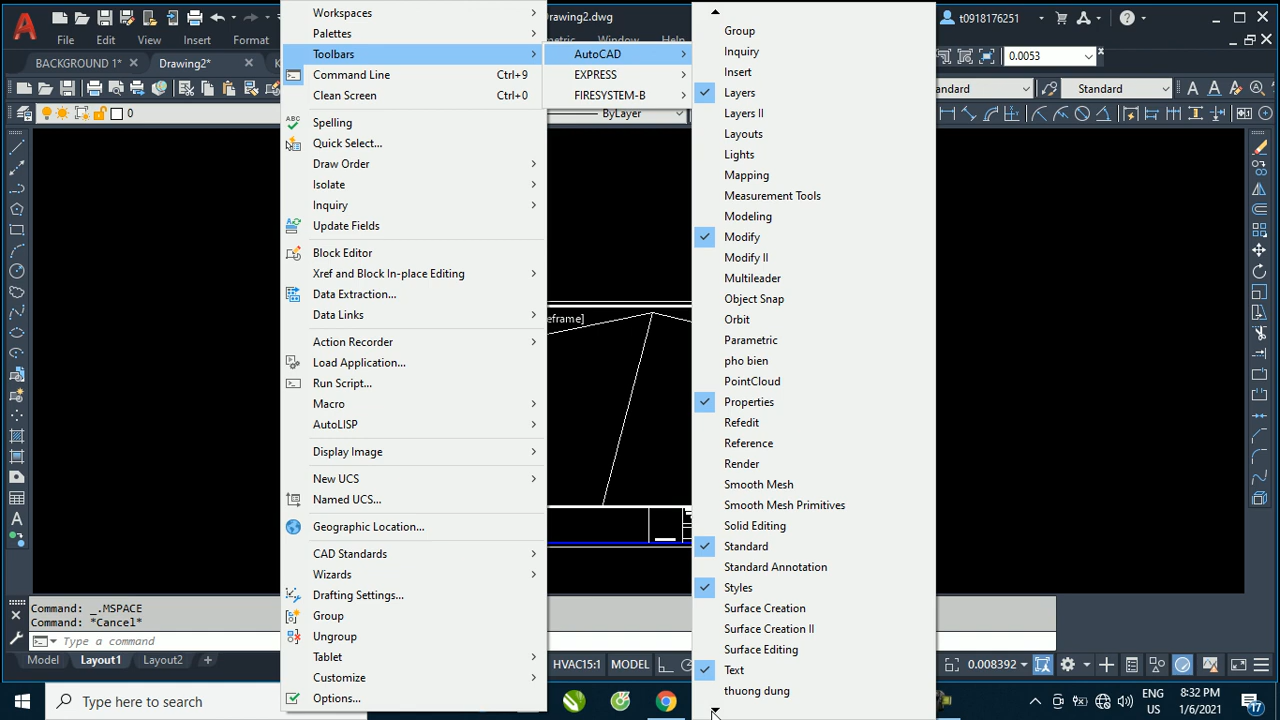 Workspaces
Palettes
Toolbars
Command Line Ctrl+9
Clean Screen Ctrl+0
Spelling
Quick Select...
Draw Order
Isolate
Inquiry
Update Fields
Block Editor
Xref and Block In-place Editing
Data Extraction...
Data Links
Action Recorder
Load Application...
Run Script...
Macro
AutoLISP
Display Image
New UCS
Named UCS...
Geographic Location...
CAD Standards
Wizards
Drafting Settings...
Group
Ungroup
Tablet
Customize
Options...
AutoCAD
EXPRESS
FIRESYSTEM-B
Group
Inquiry
Insert
Layers
Layers II
Layouts
Lights
Mapping
Measurement Tools
Modeling
Modify
Modify II
Multileader
Object Snap
Orbit
Parametric
pho bien
PointCloud
Properties
Refedit
Reference
Render
Smooth Mesh
Smooth Mesh Primitives
Solid Editing
Standard
Standard Annotation
Styles
Surface Creation
Surface Creation II
Surface Editing
Text
thuong dung
Drawing2.dwg
t0918176251
File Edit View Insert Format
Window Help
BACKGROUND 1*
Drawing2*
0.0053
Standard
0
ByLayer
Command: _.MSPACE
Command: *Cancel*
Type a command
Model Layout1 Layout2 +
HVAC15:1 MODEL
0.008392
Type here to search
ENG
US
8:32 PM
1/6/2021
17